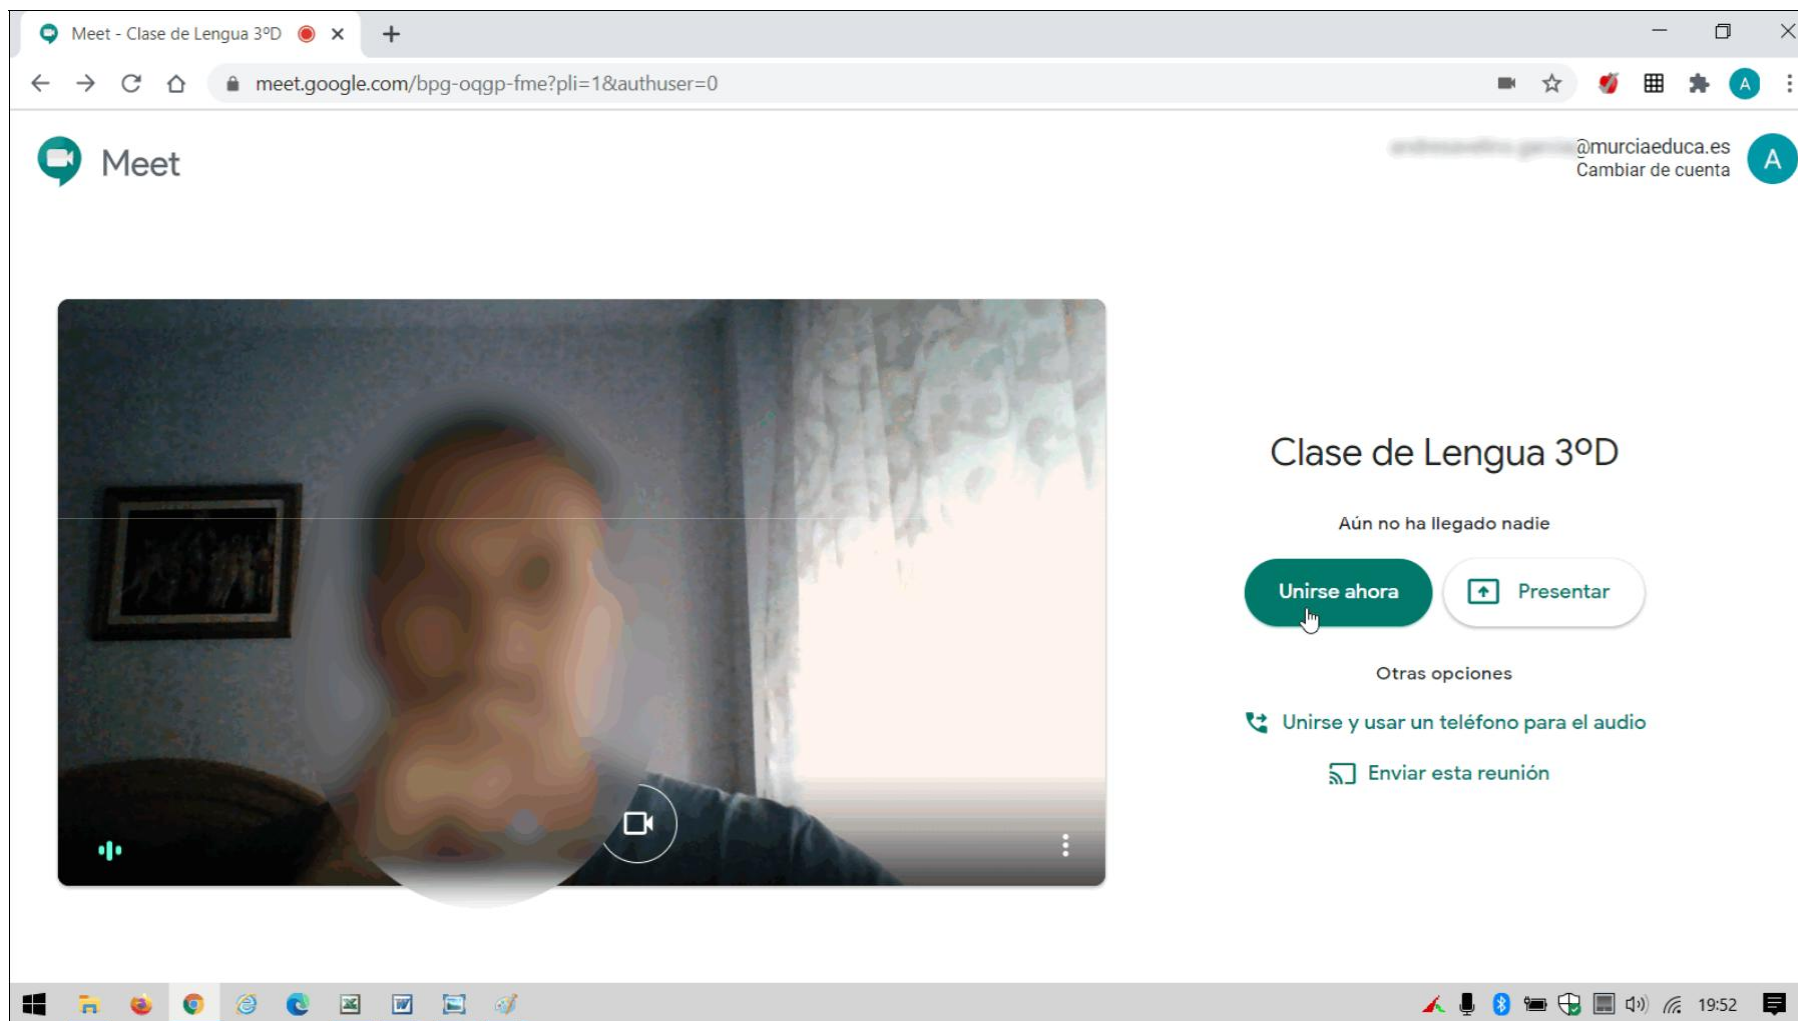 Meet - Clase de Lengua 3ºD
meet.google.com/bpg-oqgp-fme?pli=1&authuser=0
A
Meet
@murciaeduca.es
Cambiar de cuenta
A
Clase de Lengua 3ºD
Aún no ha llegado nadie
Unirse ahora
Presentar
Otras opciones
Unirse y usar un teléfono para el audio
Enviar esta reunión
19:52